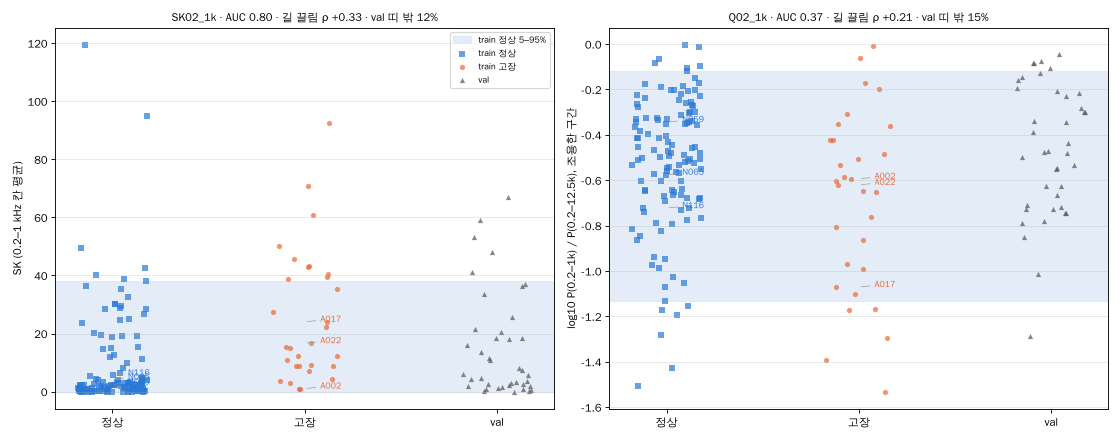 SK02_1k · AUC 0.80 · 길 끌림 ρ +0.33 · val 띠 밖 12%
SK (0.2–1 kHz 칸 평균)
120
100
80
60
40
20
0
train 정상 5–95%
train 정상
train 고장
val
A017
A022
A002
N116
정상
고장
val
Q02_1k · AUC 0.37 · 길 끌림 ρ +0.21 · val 띠 밖 15%
log10 P(0.2–1k) / P(0.2–12.5k), 조용한 구간
0.0
-0.2
-0.4
-0.6
-0.8
-1.0
-1.2
-1.4
-1.6
N065
N116
A002
A022
A017
정상
고장
val